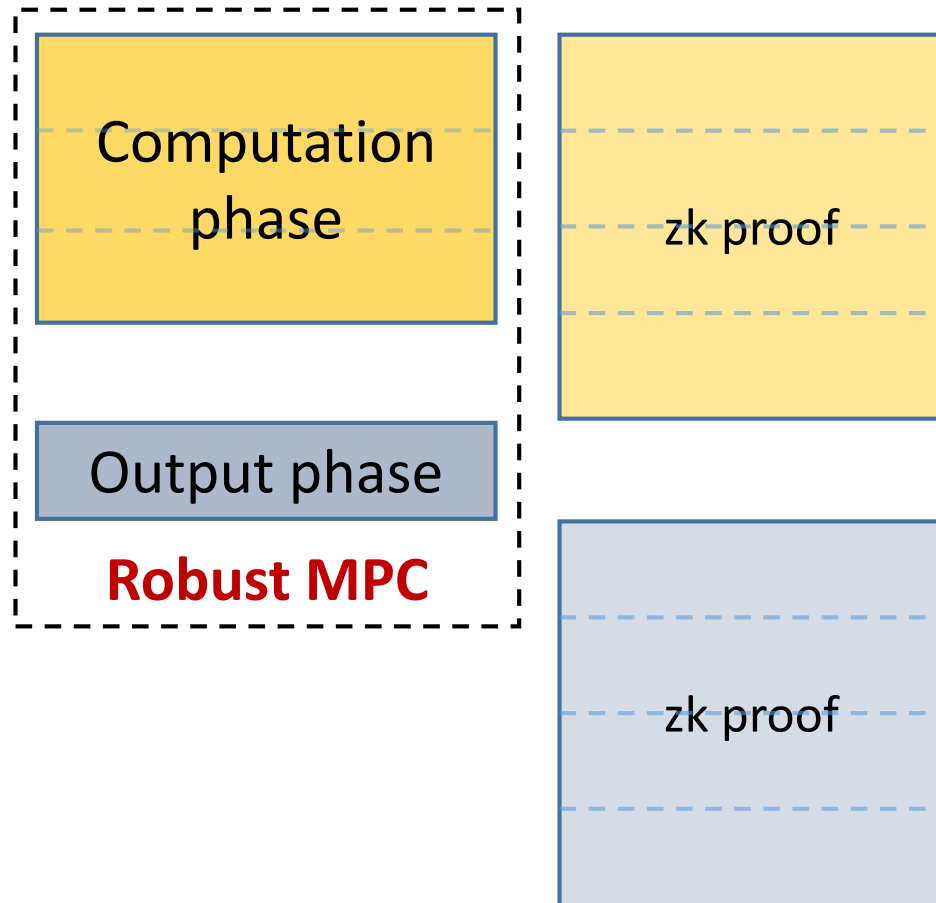 Computation
phase
Output phase
Robust MPC
zk proof
zk proof